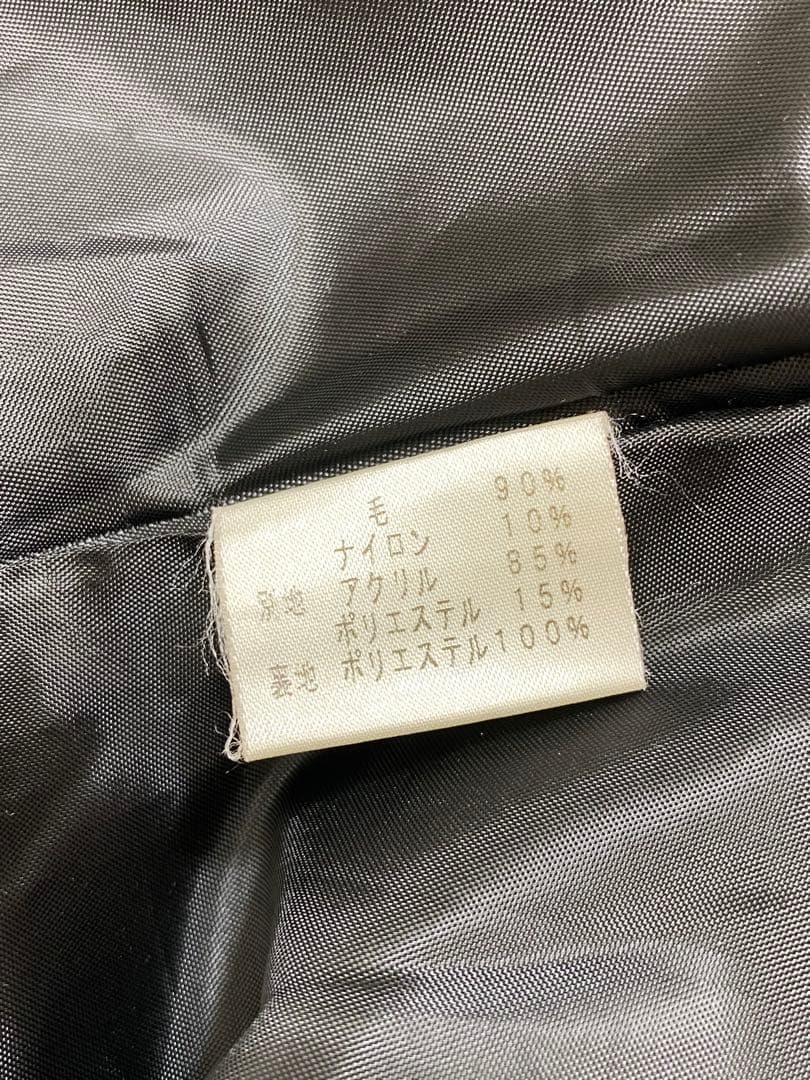 毛 90%
ナイロン 10%
別地 アクリル 85%
ポリエステル 15%
裏地 ポリエステル100%